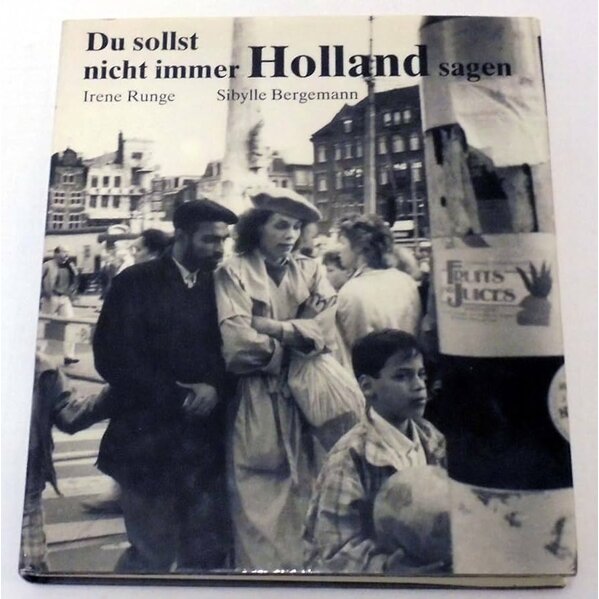 Du sollst
nicht immer Holland sagen
Irene Runge Sibylle Bergemann
FRUITS
JUICES